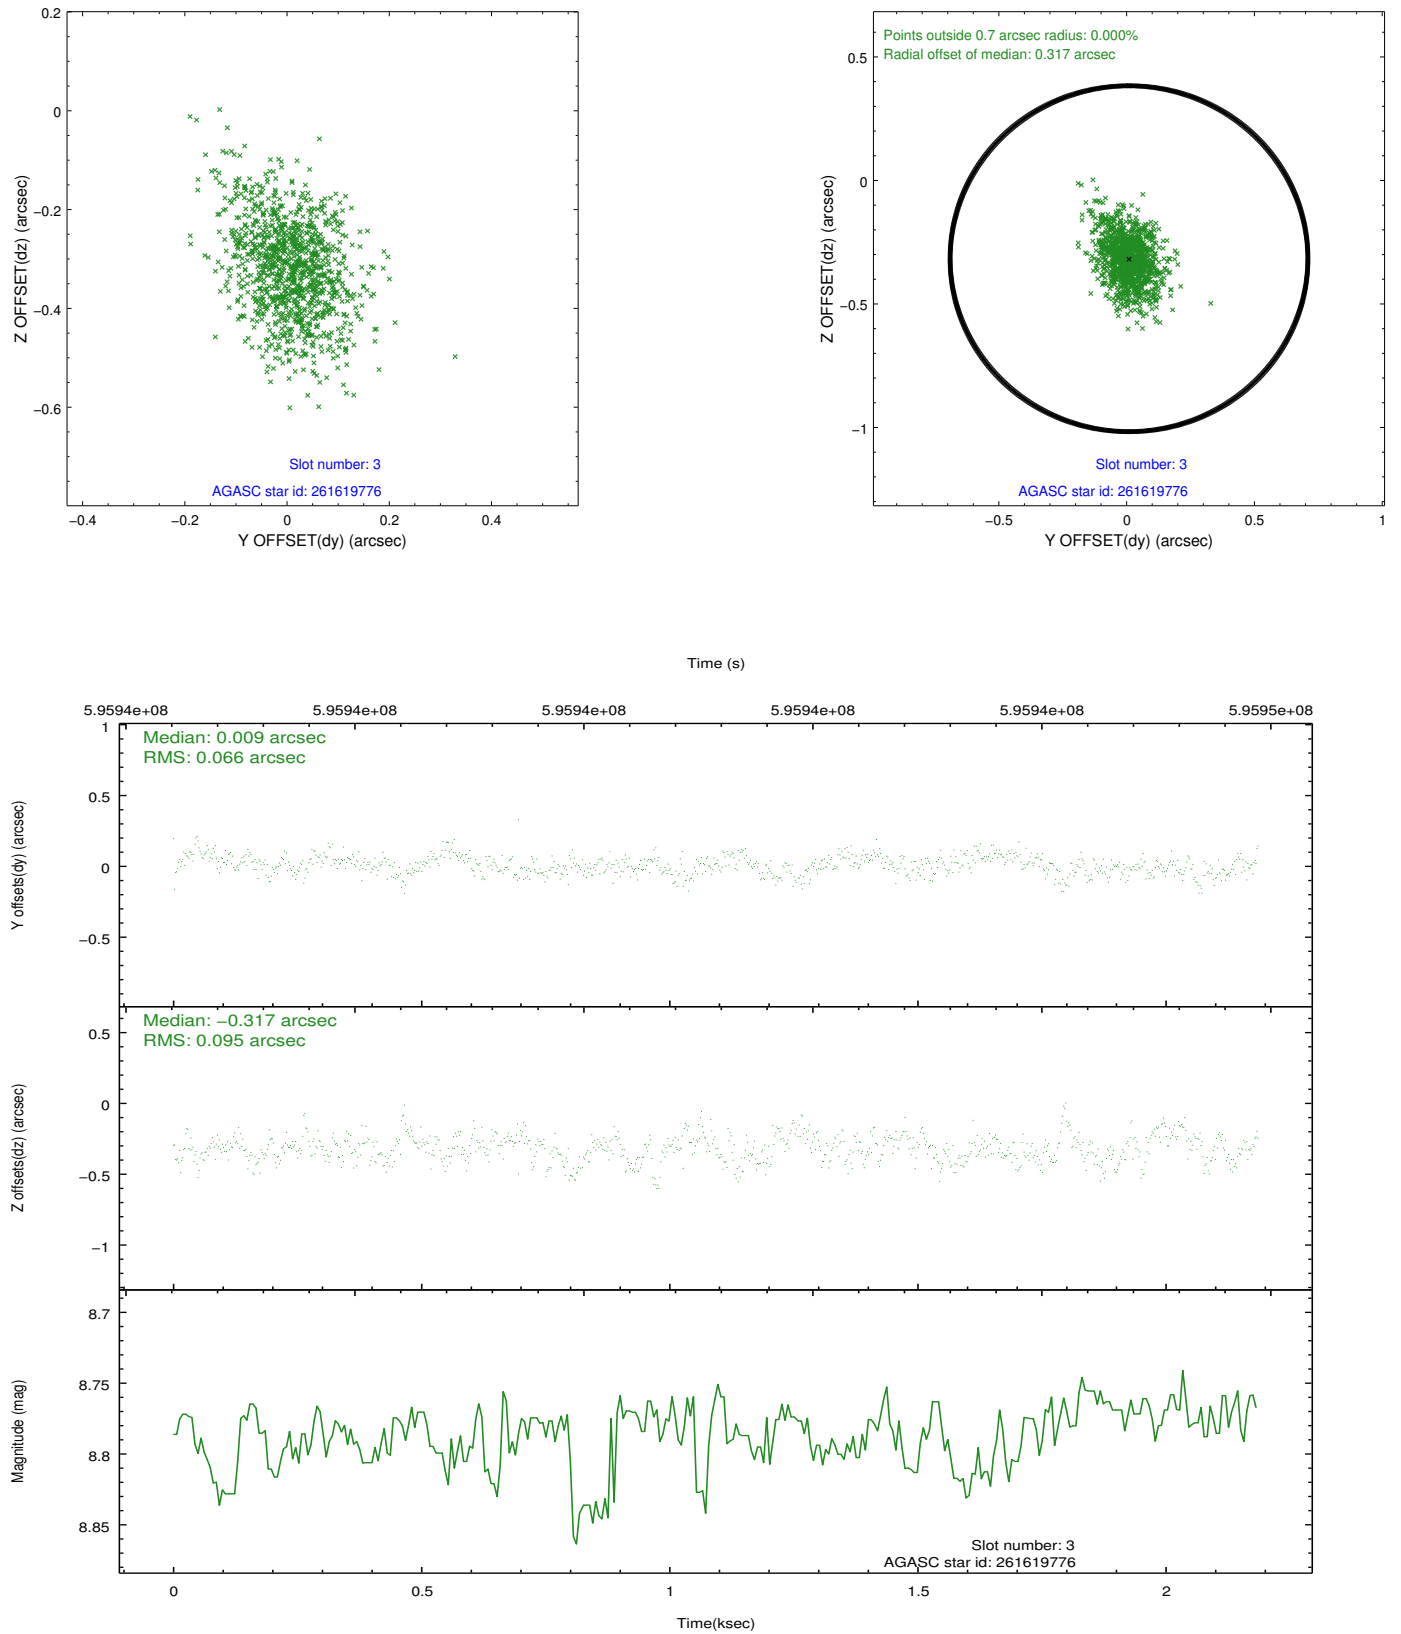 0.2
0
−0.2
−0.4
−0.6
Z OFFSET(dz) (arcsec)
Slot number: 3
AGASC star id: 261619776
−0.4
−0.2
0
0.2
0.4
Y OFFSET(dy) (arcsec)
Points outside 0.7 arcsec radius: 0.000%
Radial offset of median: 0.317 arcsec
0.5
0
−0.5
−1
Z OFFSET(dz) (arcsec)
Slot number: 3
AGASC star id: 261619776
−0.5
0
0.5
1
Y OFFSET(dy) (arcsec)
Time (s)
5.9594e+08
5.9594e+08
5.9594e+08
5.9594e+08
5.9594e+08
5.9595e+08
Median: 0.009 arcsec
RMS: 0.066 arcsec
1
0.5
0
−0.5
Y offsets(dy) (arcsec)
Median: −0.317 arcsec
RMS: 0.095 arcsec
0.5
0
−0.5
−1
Z offsets(dz) (arcsec)
8.7
8.75
8.8
8.85
Magnitude (mag)
Slot number: 3
AGASC star id: 261619776
0
0.5
1
1.5
2
Time(ksec)